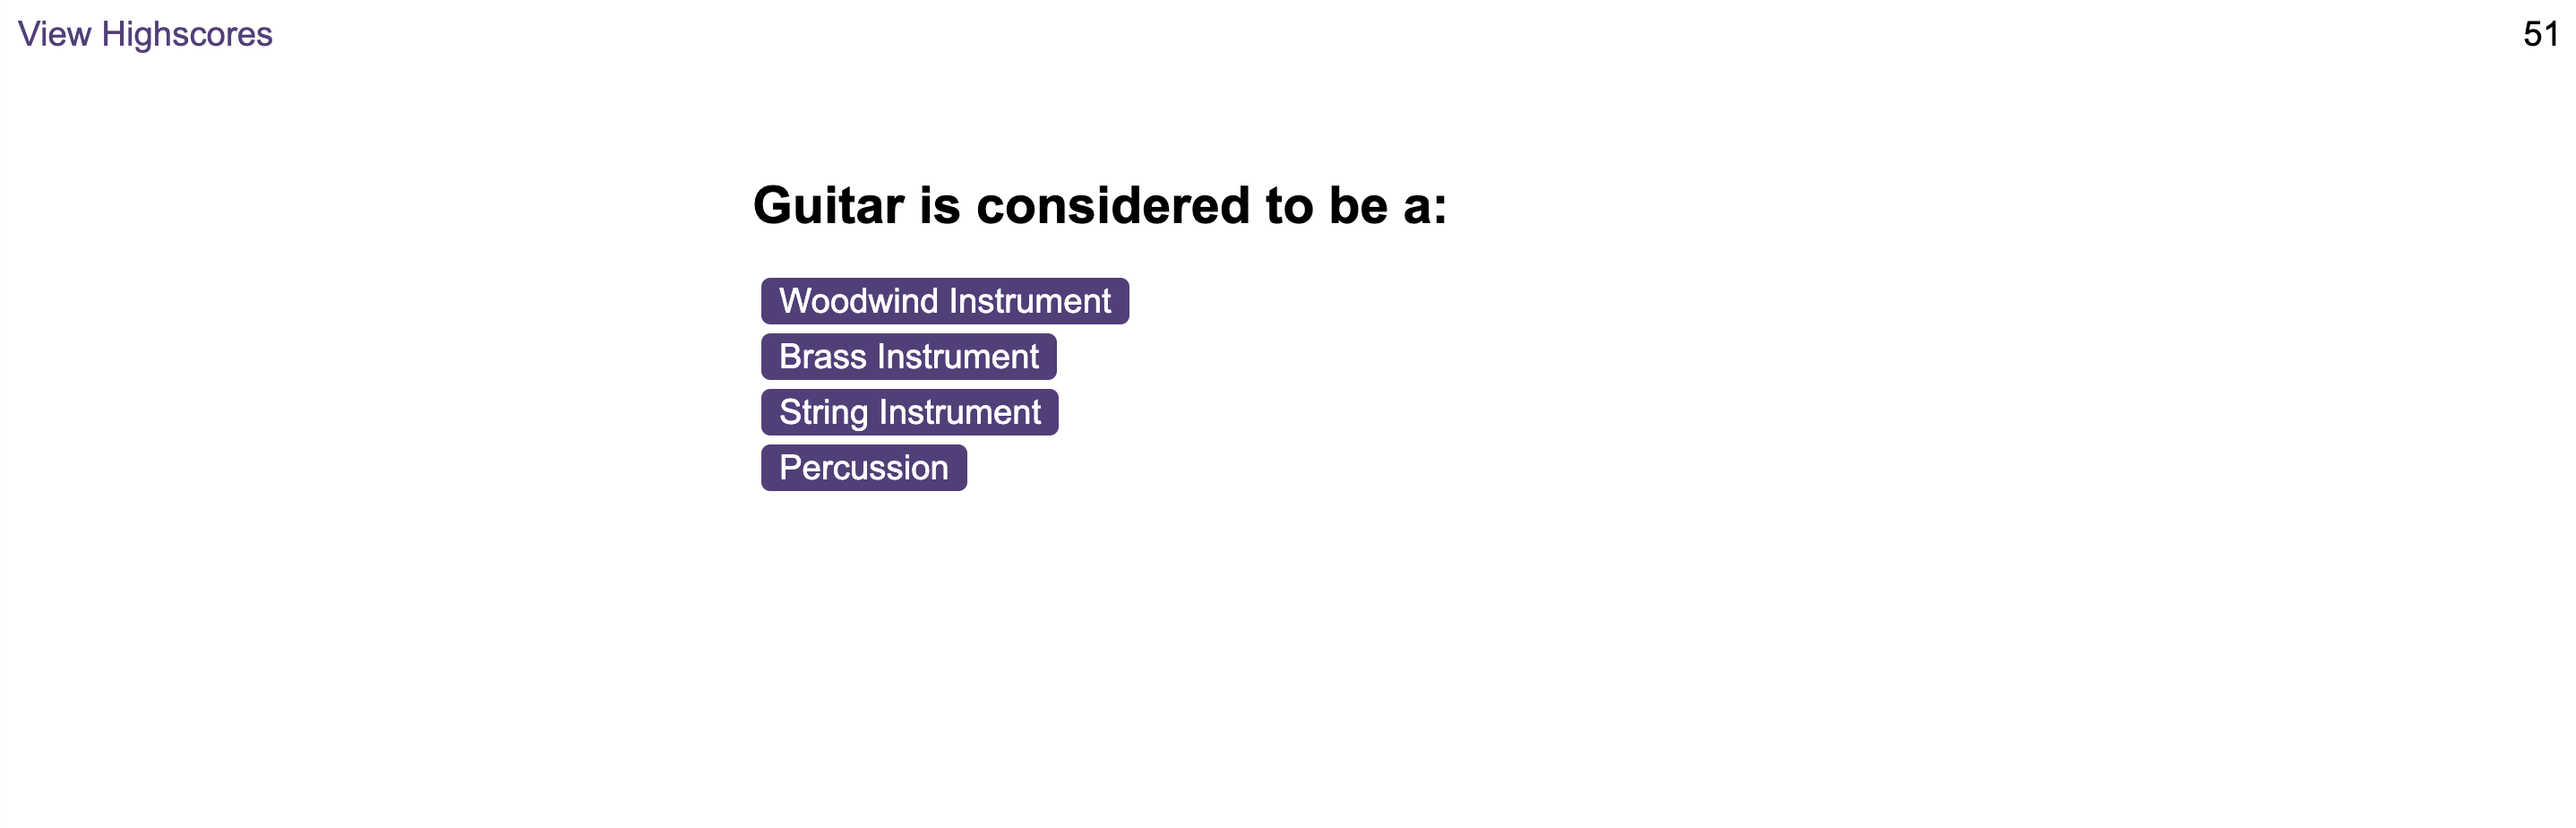 View Highscores
51
Guitar is considered to be a:
Woodwind Instrument
Brass Instrument
String Instrument
Percussion